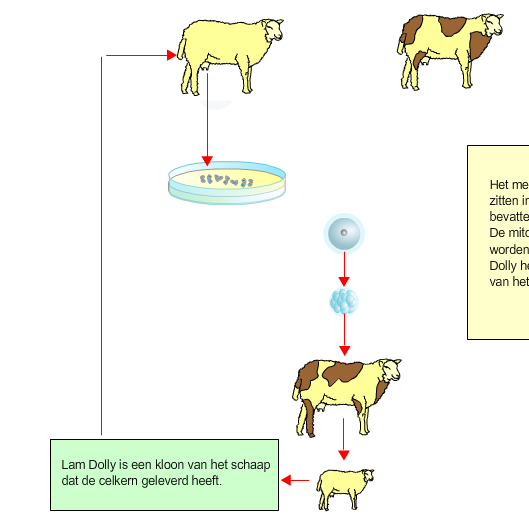 Het me
zitten in
bevatte
De mito
worden
Dolly he
van het
Lam Dolly is een kloon van het schaap
dat de celkern geleverd heeft.